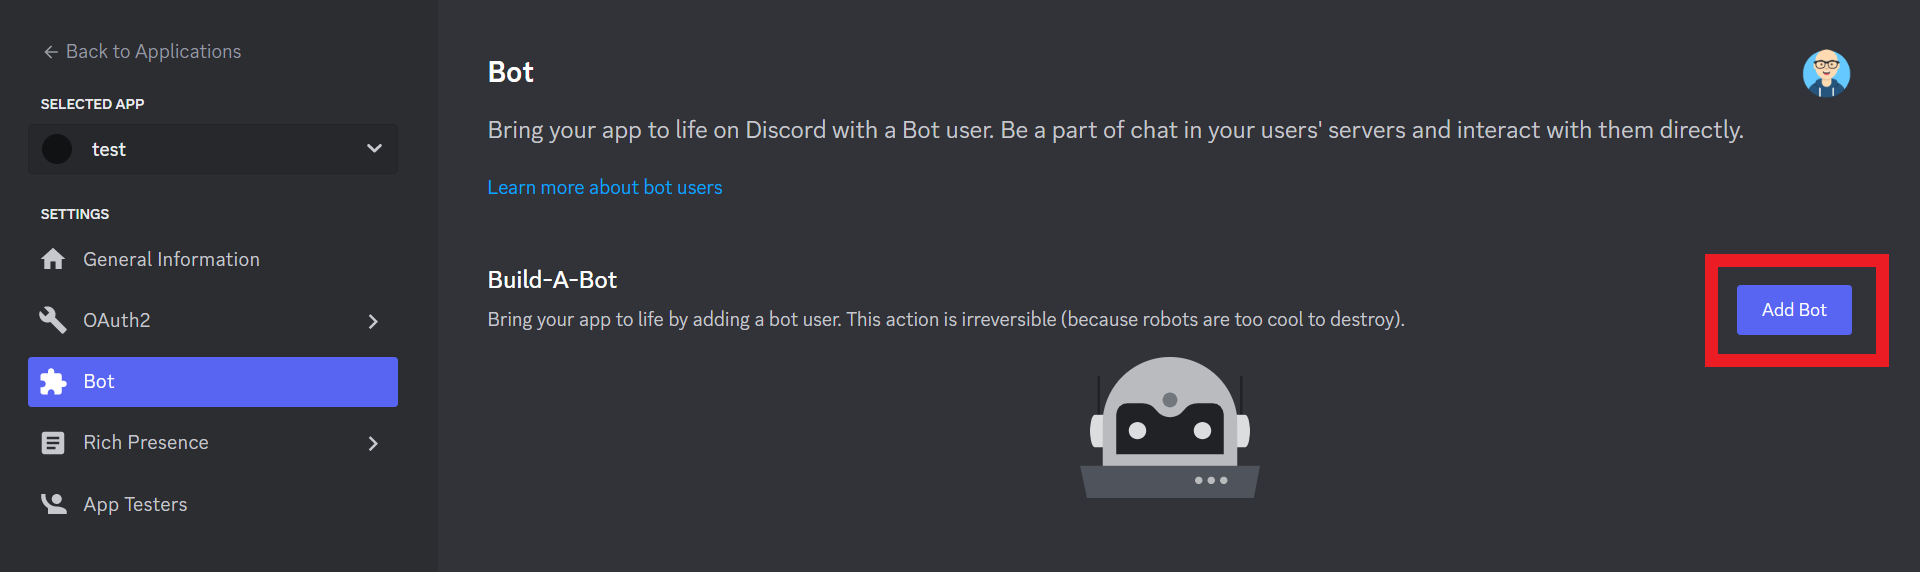 Back to Applications
SELECTED APP
test
SETTINGS
General Information
OAuth2
Bot
Rich Presence
App Testers
Bot
Bring your app to life on Discord with a Bot user. Be a part of chat in your users' servers and interact with them directly.
Learn more about bot users
Build-A-Bot
Bring your app to life by adding a bot user. This action is irreversible (because robots are too cool to destroy).
Add Bot